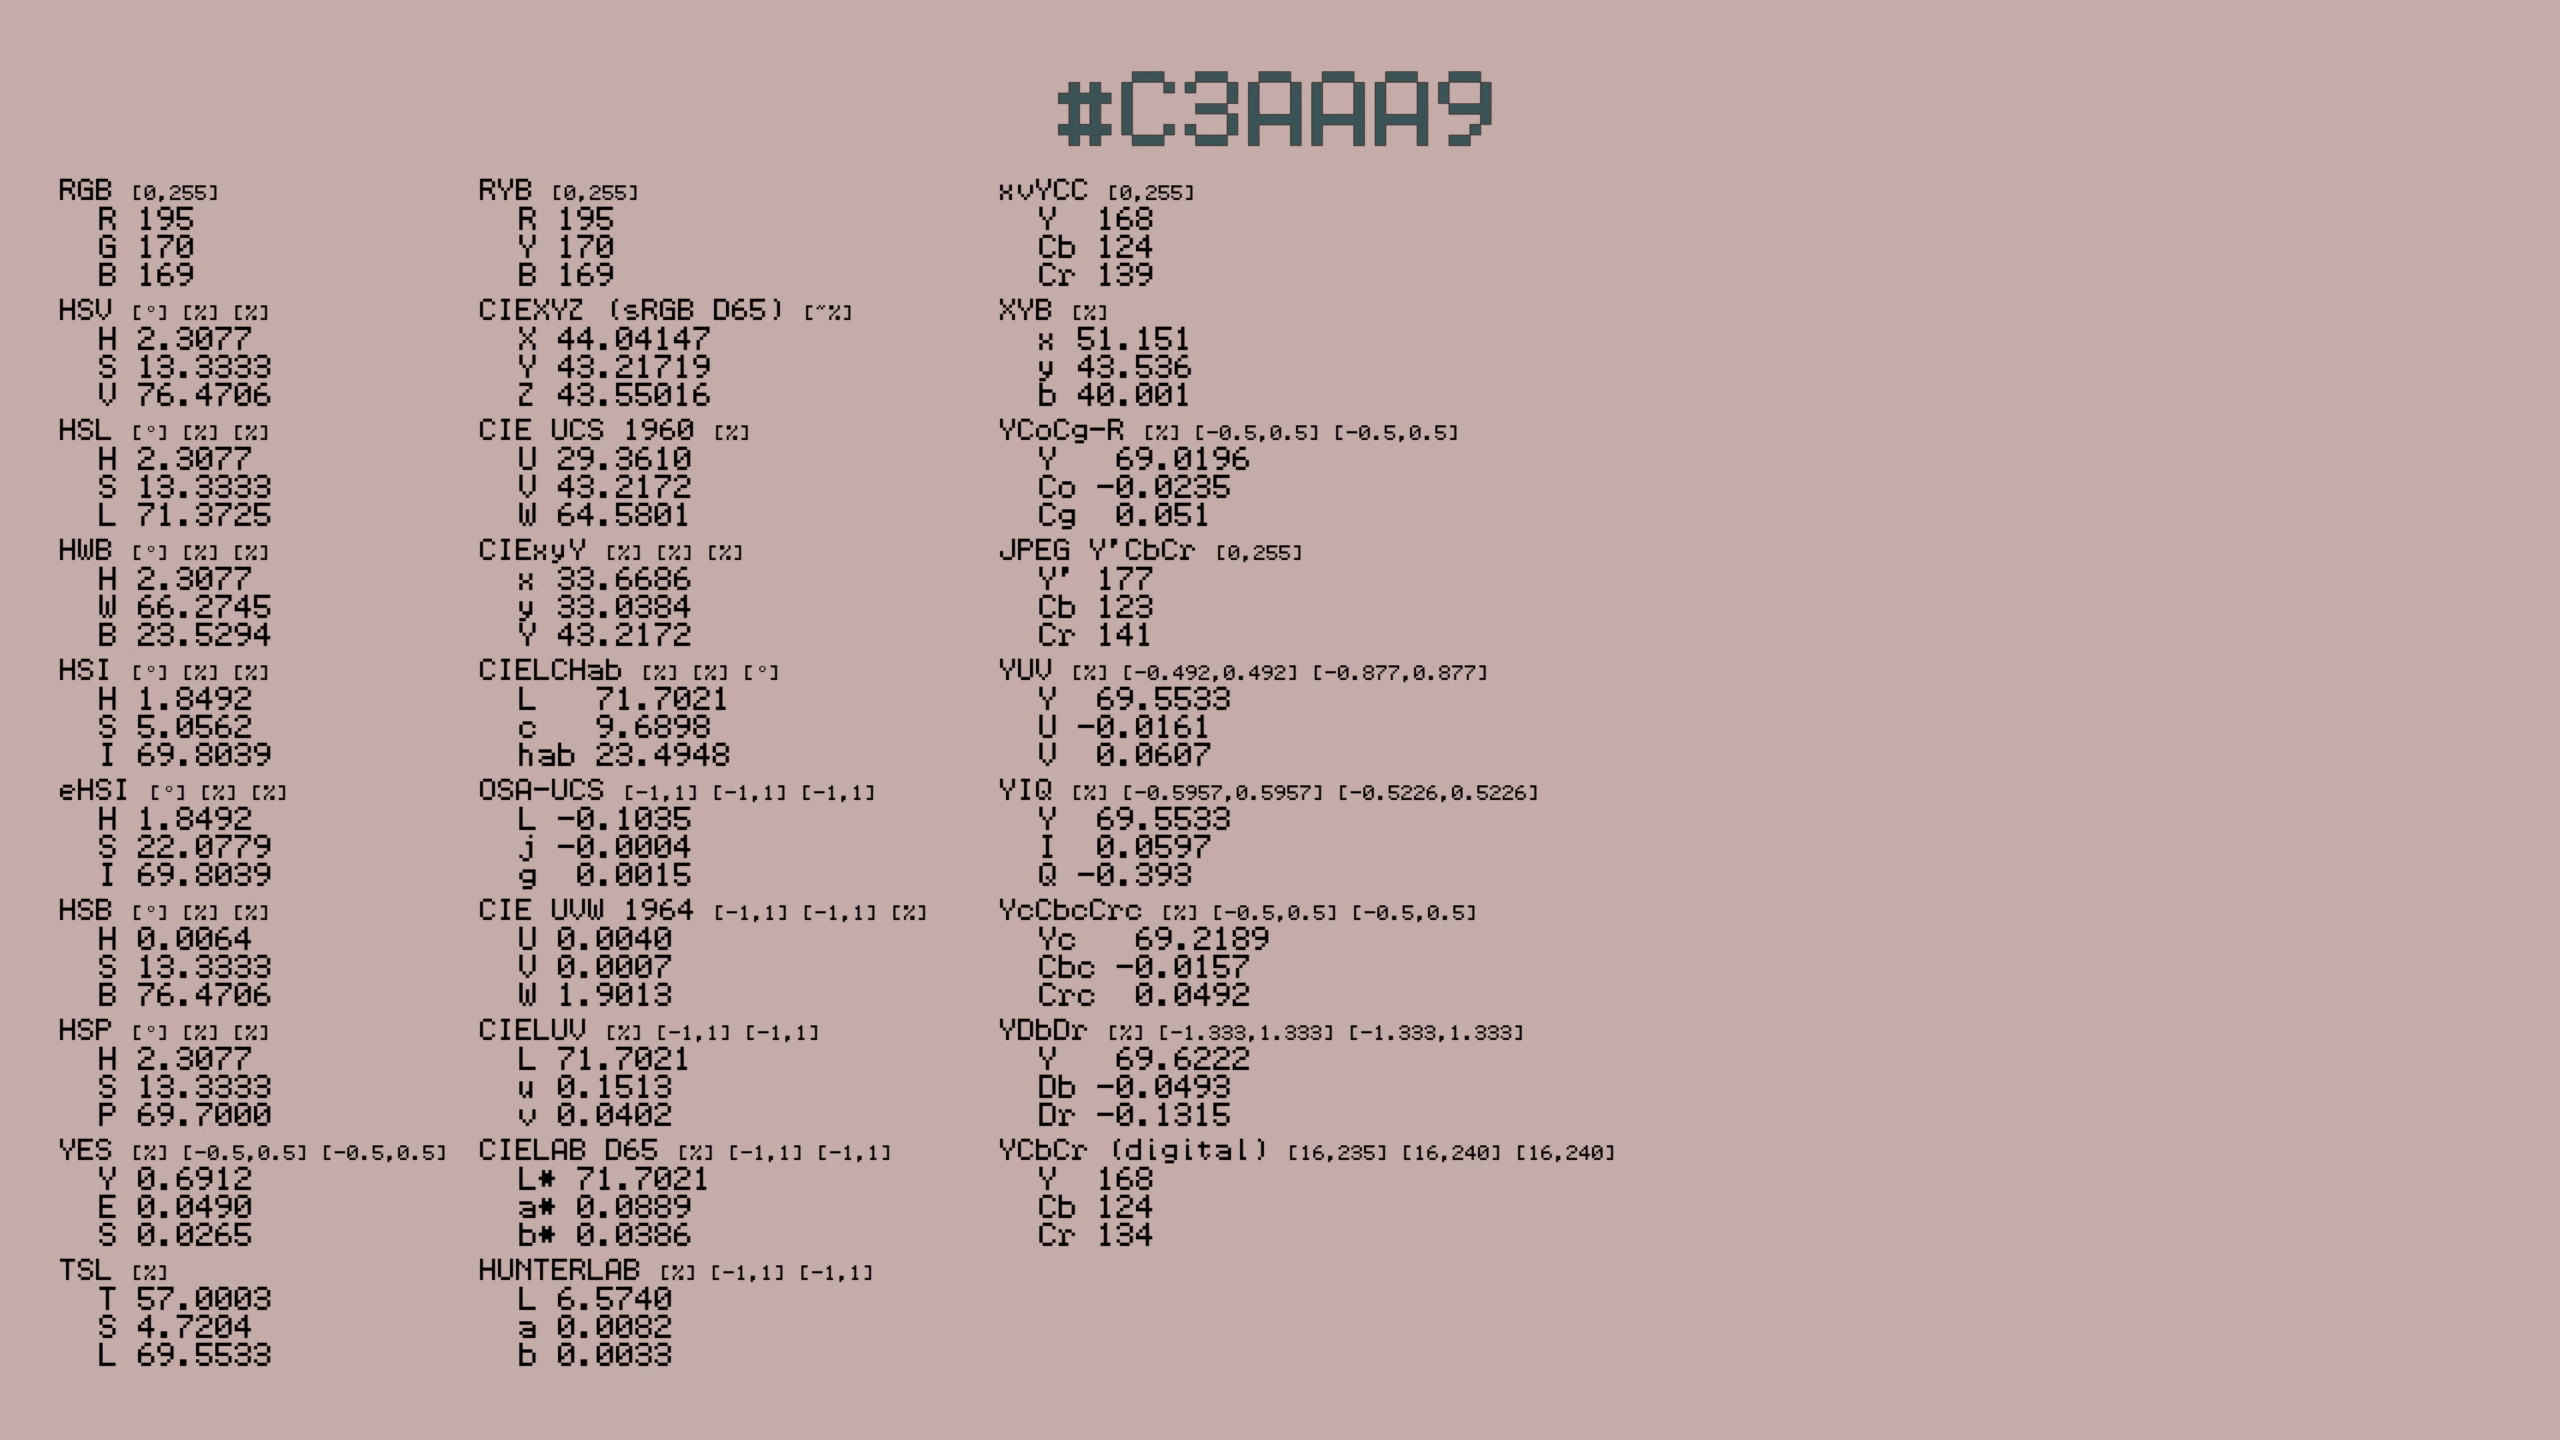 #C3AAA9
RGB [0,255]
R 195
G 170
B 169
HSV [°] [%] [%]
H 2.3077
S 13.3333
V 76.4706
HSL [°] [%] [%]
H 2.3077
S 13.3333
L 71.3725
HWB [°] [%] [%]
H 2.3077
W 66.2745
B 23.5294
HSI [°] [%] [%]
H 1.8492
S 5.0562
I 69.8039
eHSI [°] [%] [%]
H 1.8492
S 22.0779
I 69.8039
HSB [°] [%] [%]
H 0.0064
S 13.3333
B 76.4706
HSP [°] [%] [%]
H 2.3077
S 13.3333
P 69.7000
YES [%] [-0.5,0.5] [-0.5,0.5]
Y 0.6912
E 0.0490
S 0.0265
TSL [%]
T 57.0003
S 4.7204
L 69.5533
RYB [0,255]
R 195
Y 170
B 169
CIEXYZ (sRGB D65) [~%]
X 44.04147
Y 43.21719
Z 43.55016
CIE UCS 1960 [%]
U 29.3610
V 43.2172
W 64.5801
CIExyY [%] [%] [%]
x 33.6686
y 33.0384
Y 43.2172
CIELCHab [%] [%] [°]
L 71.7021
c 9.6898
hab 23.4948
OSA-UCS [-1,1] [-1,1] [-1,1]
L -0.1035
j -0.0004
g 0.0015
CIE UVW 1964 [-1,1] [-1,1] [%]
U 0.0040
V 0.0007
W 1.9013
CIELUV [%] [-1,1] [-1,1]
L 71.7021
u 0.1513
v 0.0402
CIELAB D65 [%] [-1,1] [-1,1]
L* 71.7021
a* 0.0889
b* 0.0386
HUNTERLAB [%] [-1,1] [-1,1]
L 6.5740
a 0.0082
b 0.0033
xvYCC [0,255]
Y 168
Cb 124
Cr 139
XYB [%]
x 51.151
y 43.536
b 40.001
YCoCg-R [%] [-0.5,0.5] [-0.5,0.5]
Y 69.0196
Co -0.0235
Cg 0.051
JPEG Y'CbCr [0,255]
Y' 177
Cb 123
Cr 141
YUV [%] [-0.492,0.492] [-0.877,0.877]
Y 69.5533
U -0.0161
V 0.0607
YIQ [%] [-0.5957,0.5957] [-0.5226,0.5226]
Y 69.5533
I 0.0597
Q -0.393
YcCbcCrc [%] [-0.5,0.5] [-0.5,0.5]
Yc 69.2189
Cbc -0.0157
Crc 0.0492
YDbDr [%] [-1.333,1.333] [-1.333,1.333]
Y 69.6222
Db -0.0493
Dr -0.1315
YCbCr (digital) [16,235] [16,240] [16,240]
Y 168
Cb 124
Cr 134